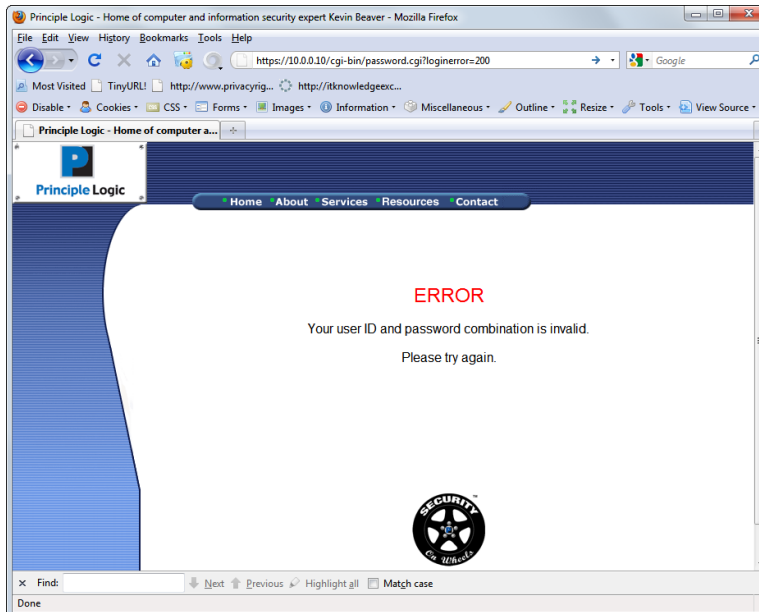 Principle Logic - Home of computer and information security expert Kevin Beaver - Mozilla Firefox
File Edit View History Bookmarks Tools Help
https://10.0.0.10/cgi-bin/password.cgi?loginerror=200 Google
Most Visited TinyURL! http://www.privacyrig... http://itknowledgeexc...
Disable Cookies CSS Forms Images Information Miscellaneous Outline Resize Tools View Source
Principle Logic - Home of computer a...
Principle Logic
Home About Services Resources Contact
ERROR
Your user ID and password combination is invalid.
Please try again.
SECURITY
On Wheels
TM
Find: Next Previous Highlight all Match case
Done